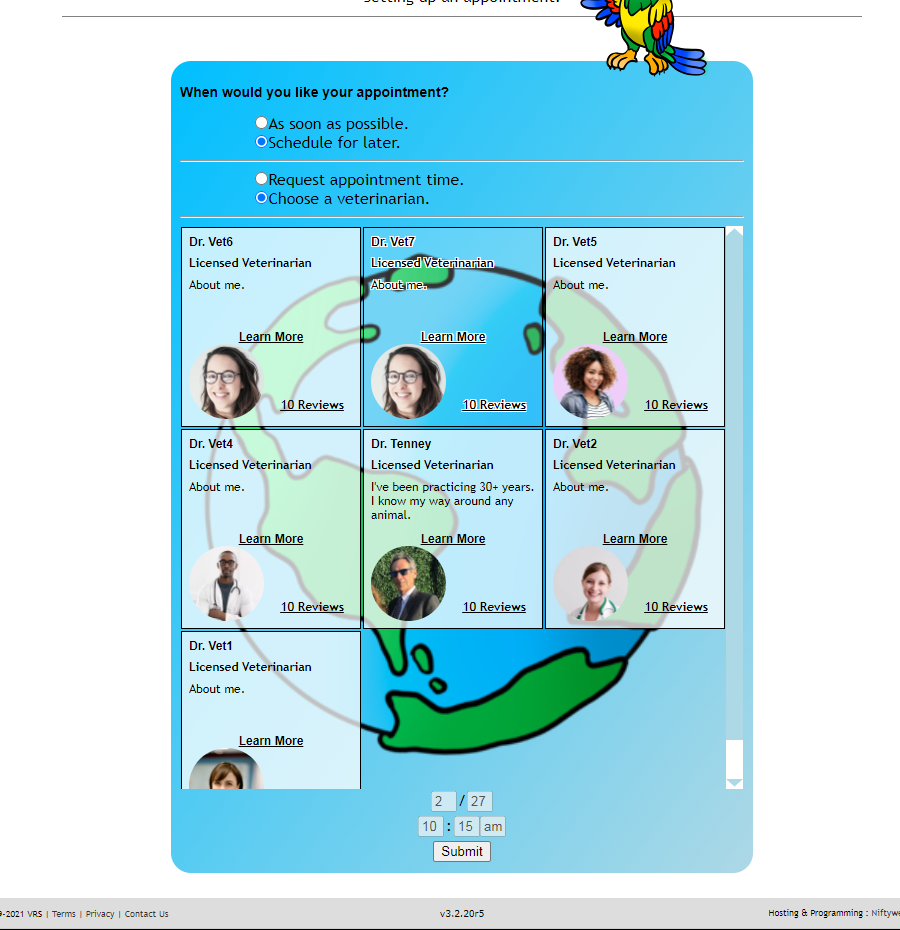 setting up an appointment.
When would you like your appointment?
As soon as possible.
Schedule for later.
Request appointment time.
Choose a veterinarian.
Dr. Vet6
Licensed Veterinarian
About me.
Learn More
10 Reviews
Dr. Vet7
Licensed Veterinarian
About me.
Learn More
10 Reviews
Dr. Vet5
Licensed Veterinarian
About me.
Learn More
10 Reviews
Dr. Vet4
Licensed Veterinarian
About me.
Learn More
10 Reviews
Dr. Tenney
Licensed Veterinarian
I've been practicing 30+ years.
I know my way around any
animal.
Learn More
10 Reviews
Dr. Vet2
Licensed Veterinarian
About me.
Learn More
10 Reviews
Dr. Vet1
Licensed Veterinarian
About me.
Learn More
2 / 27
10 : 15 am
Submit
9-2021 VRS | Terms | Privacy | Contact Us
v3.2.20r5
Hosting & Programming : Niftywe